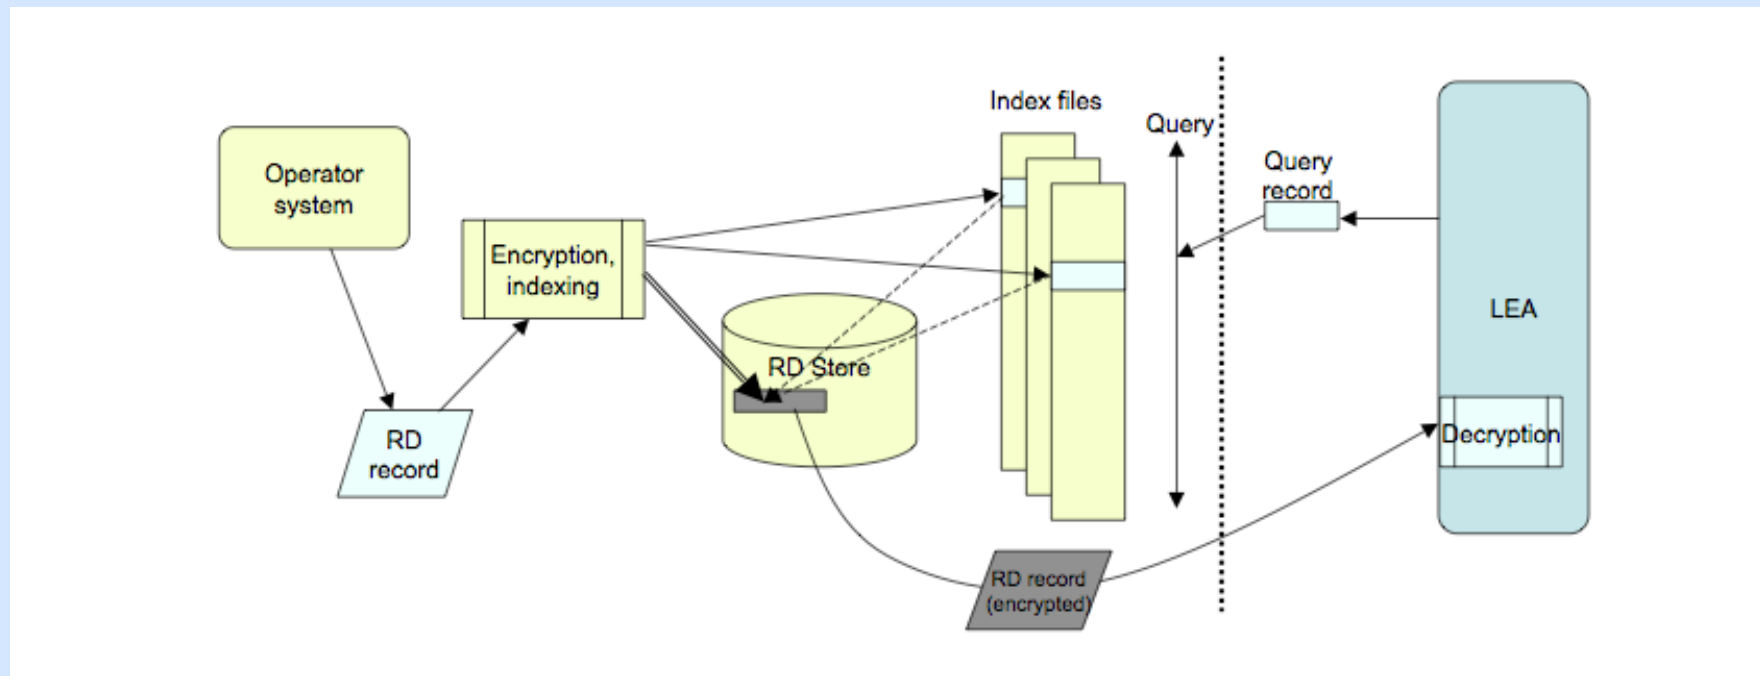 Operator
system
RD
record
Encryption,
indexing
RD Store
Index files
Query
Query
record
LEA
Decryption
RD record
(encrypted)